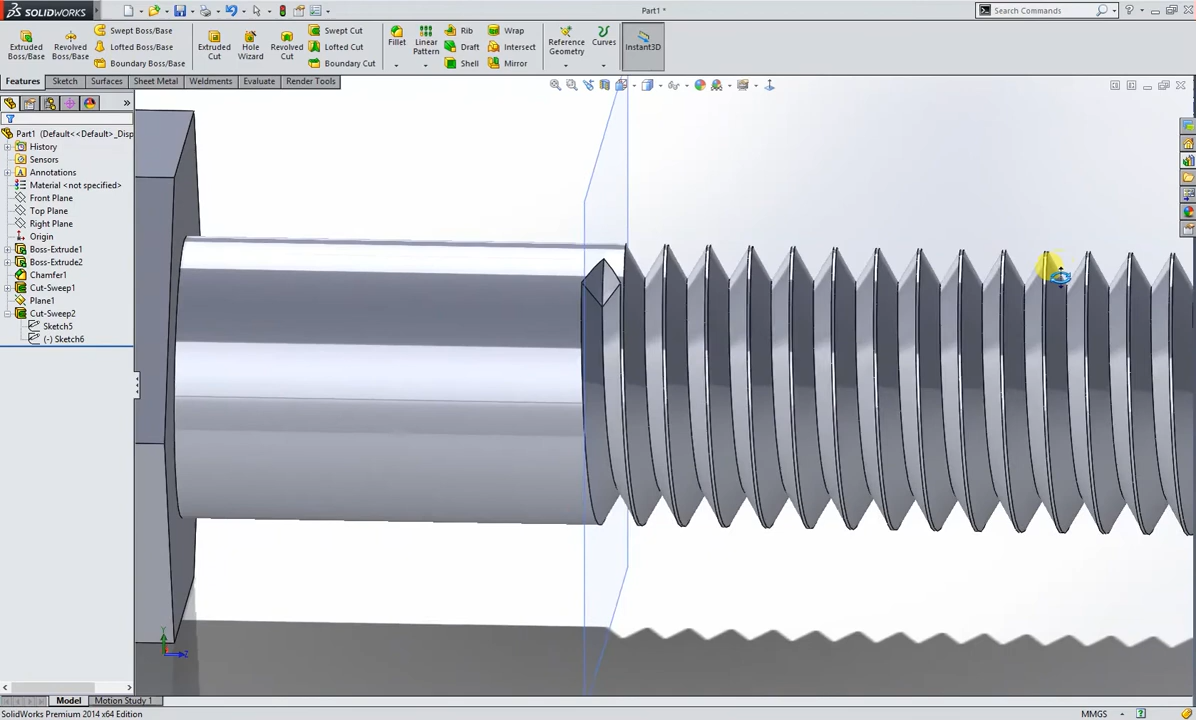 SOLIDWORKS
Part1 *
Search Commands
Extruded Boss/Base
Revolved Boss/Base
Swept Boss/Base
Lofted Boss/Base
Boundary Boss/Base
Extruded Cut
Hole Wizard
Revolved Cut
Swept Cut
Lofted Cut
Boundary Cut
Fillet
Linear Pattern
Rib
Draft
Shell
Wrap
Intersect
Mirror
Reference Geometry
Curves
Instant3D
Features
Sketch
Surfaces
Sheet Metal
Weldments
Evaluate
Render Tools
Part1 (Default<<Default>_Disp
History
Sensors
Annotations
Material <not specified>
Front Plane
Top Plane
Right Plane
Origin
Boss-Extrude1
Boss-Extrude2
Chamfer1
Cut-Sweep1
Plane1
Cut-Sweep2
Sketch5
(-) Sketch6
Y
Z
Model
Motion Study 1
SolidWorks Premium 2014 x64 Edition
MMGS